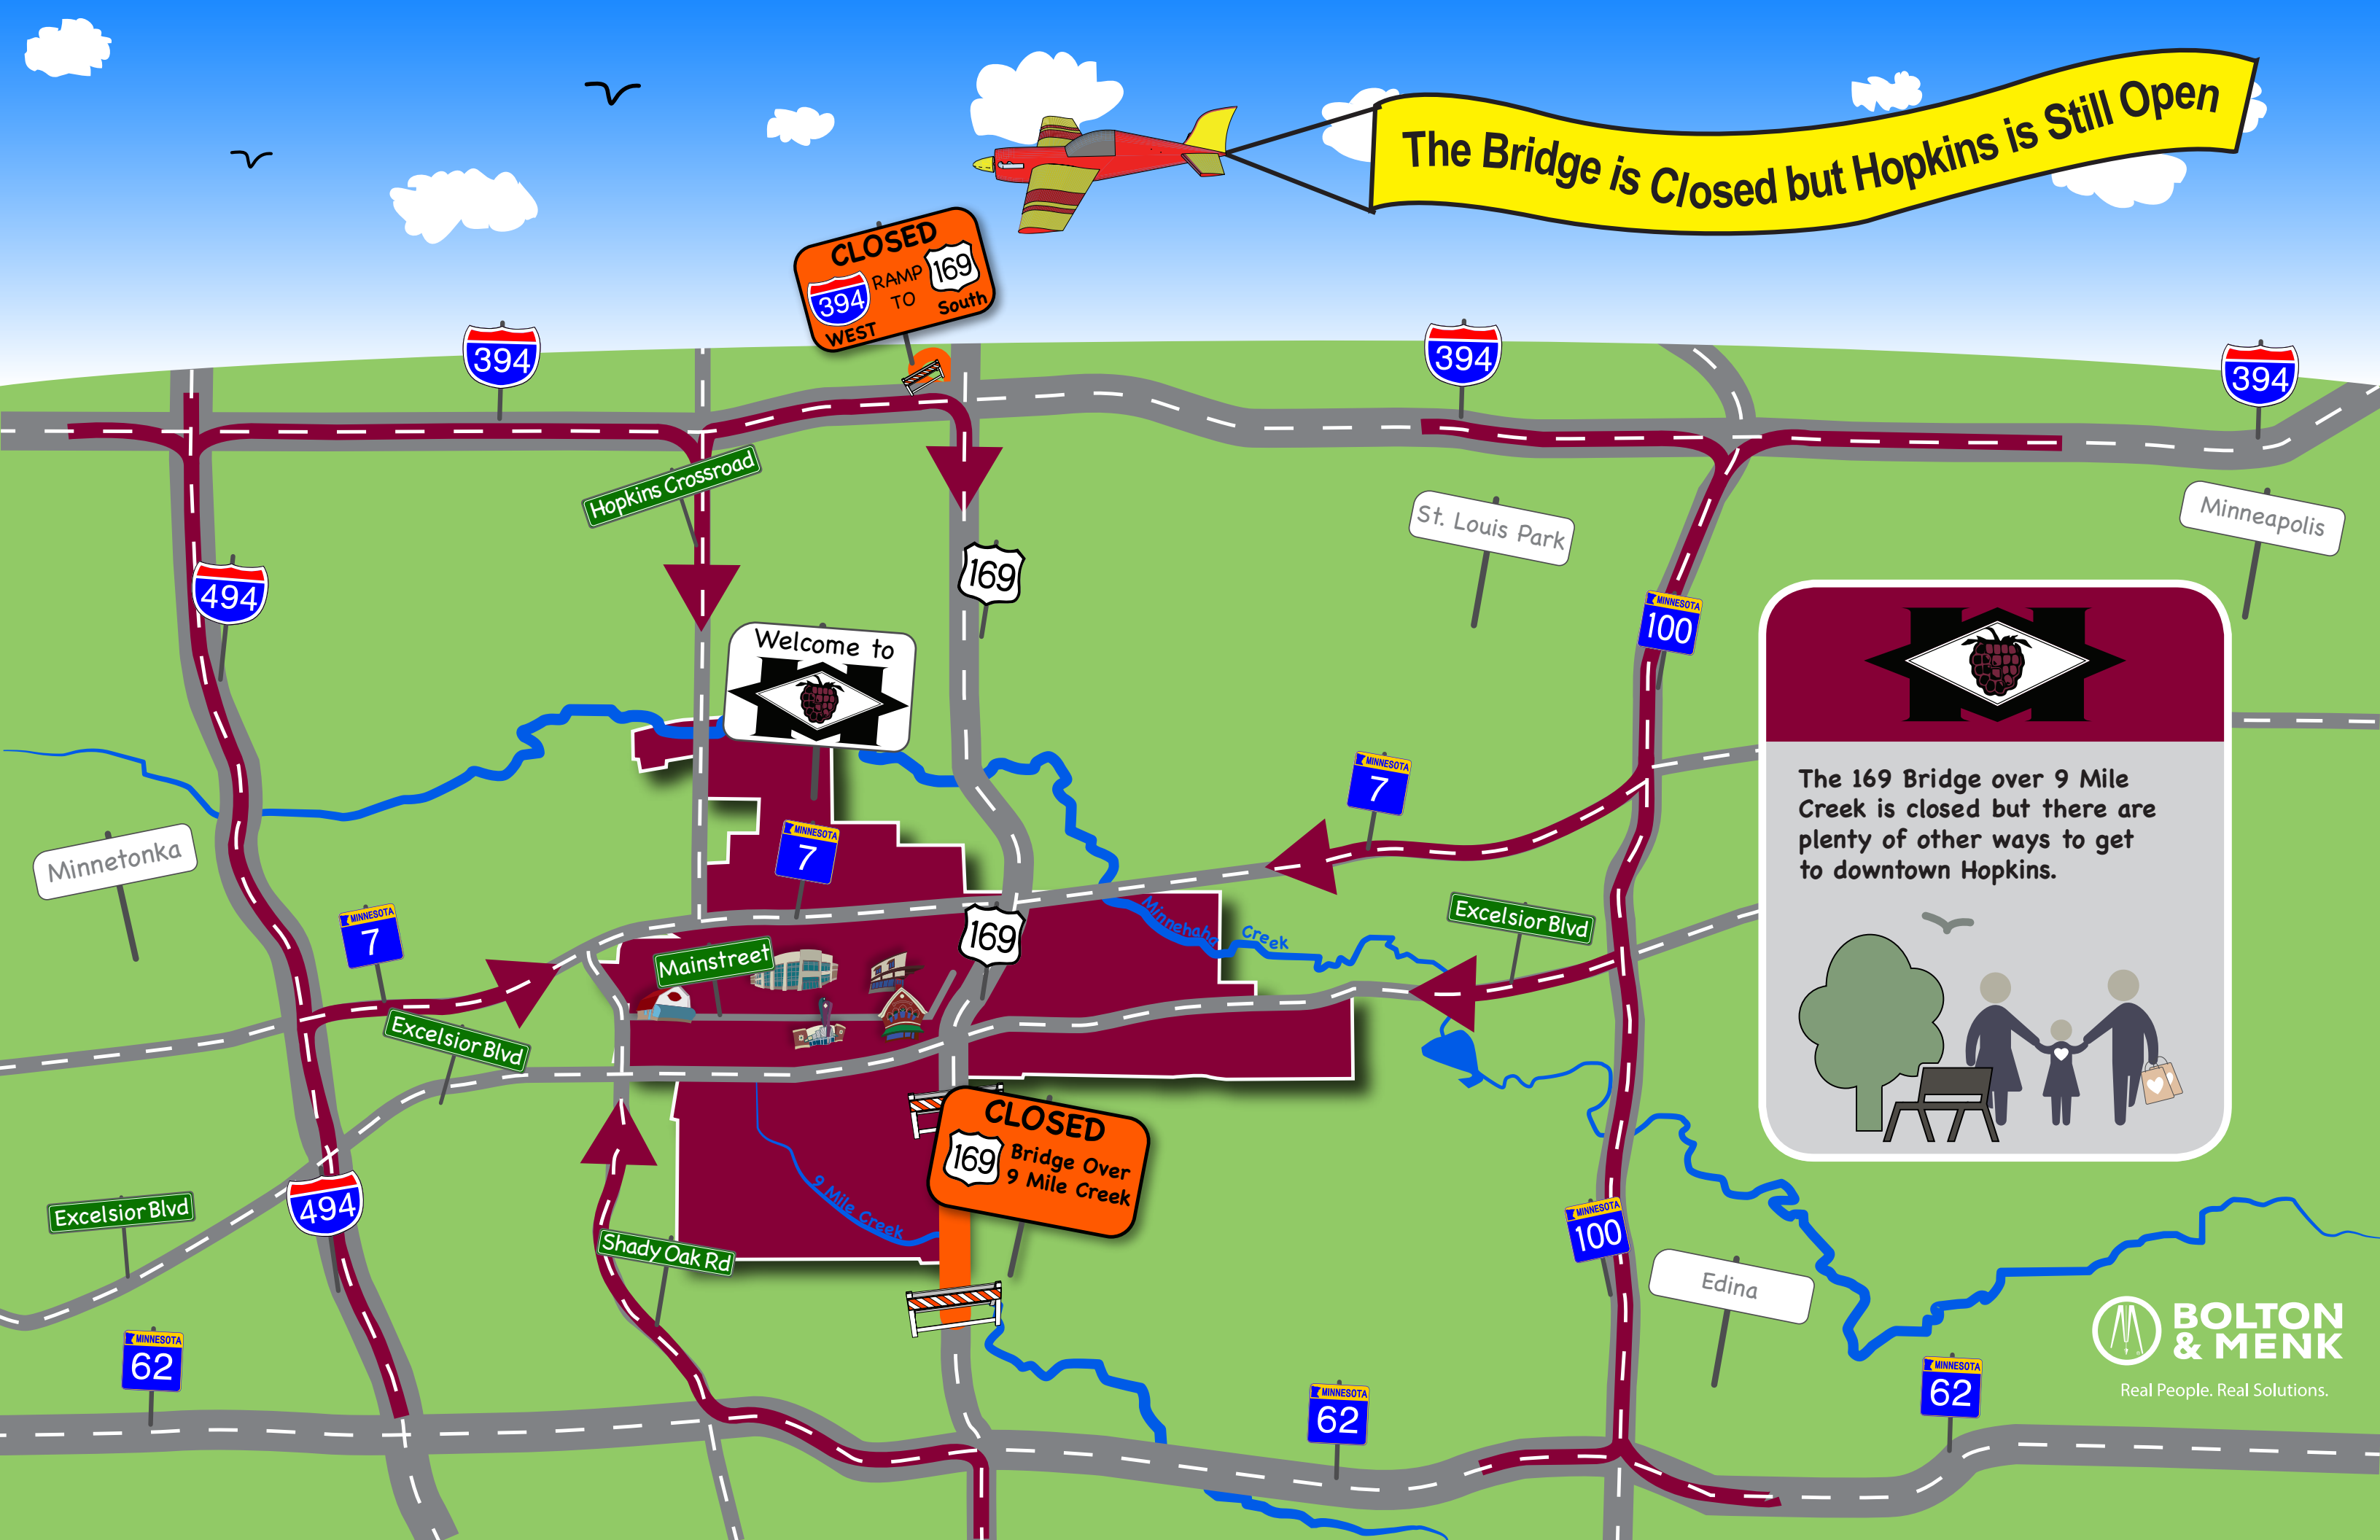 The Bridge is Closed but Hopkins is Still Open
CLOSED
394 RAMP 169
TO
WEST South
394
394
394
Hopkins Crossroad
St. Louis Park
Minneapolis
494
169
MINNESOTA
100
Welcome to
H
H
The 169 Bridge over 9 Mile
Creek is closed but there are
plenty of other ways to get
to downtown Hopkins.
MINNESOTA
7
MINNESOTA
7
Minnetonka
MINNESOTA
7
Excelsior Blvd
Minnehaha Creek
169
Mainstreet
Excelsior Blvd
CLOSED
169 Bridge Over
9 Mile Creek
9 Mile Creek
Excelsior Blvd
494
Shady Oak Rd
MINNESOTA
100
Edina
MINNESOTA
62
MINNESOTA
62
MINNESOTA
62
BOLTON
& MENK
Real People. Real Solutions.